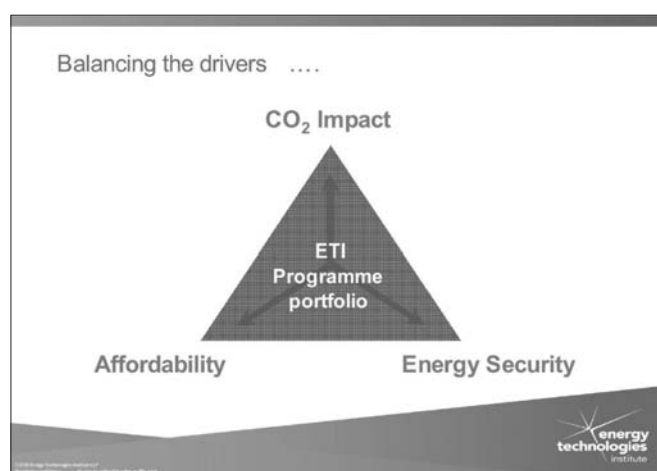 Balancing the drivers ....
CO₂ Impact
ETI
Programme
portfolio
Affordability
Energy Security
energy
technologies
institute